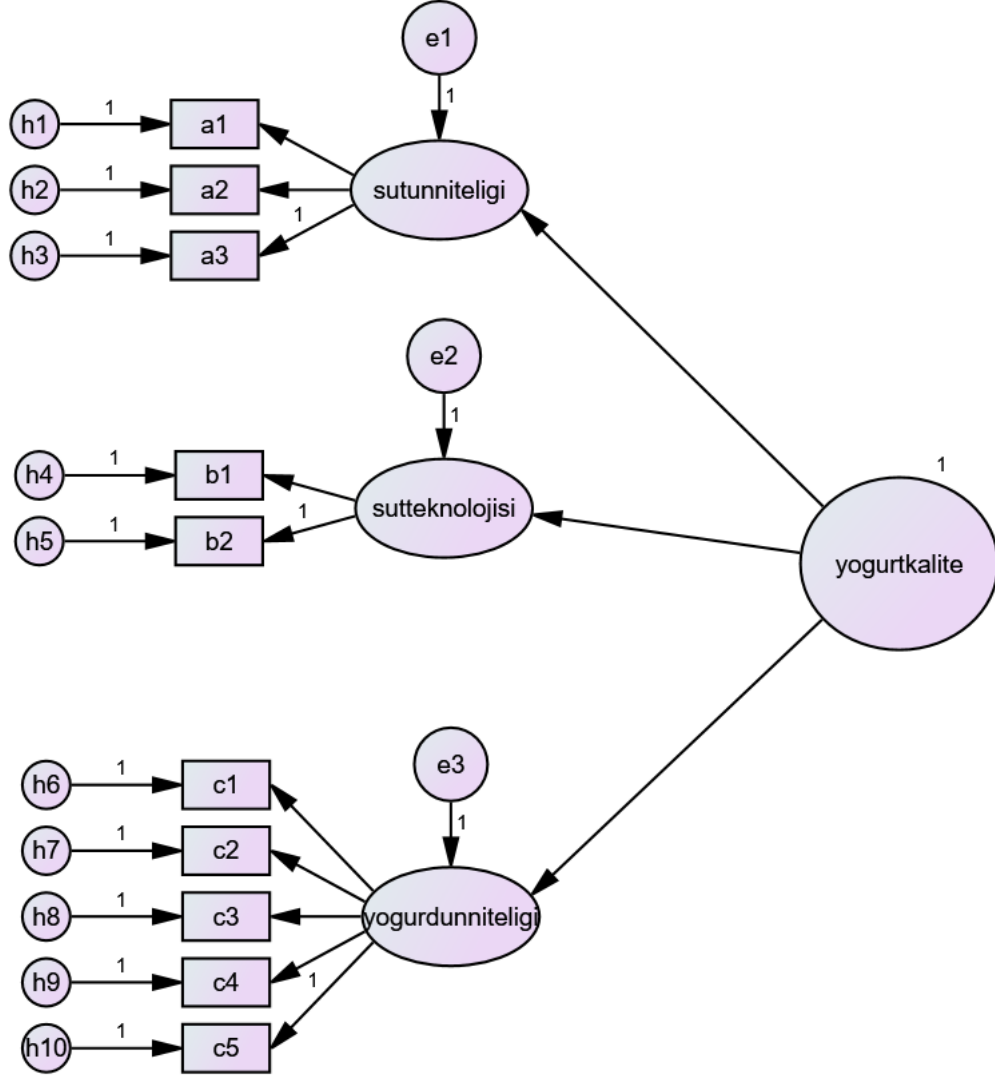 e1
1
h1 1 a1
h2 1 a2
h3 1 a3
1
sutunniteligi
e2
1
h4 1 b1
h5 1 b2
1
sutteknolojisi
1
yogurtkalite
e3
1
h6 1 c1
h7 1 c2
h8 1 c3
h9 1 c4
h10 1 c5
1
yogurdunniteligi